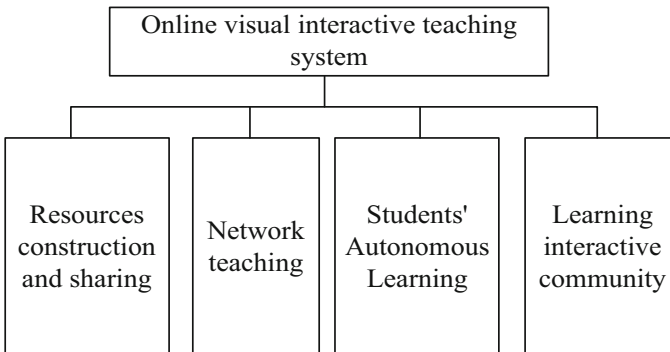 Online visual interactive teaching
system
Resources
construction
and sharing
Network
teaching
Students'
Autonomous
Learning
Learning
interactive
community